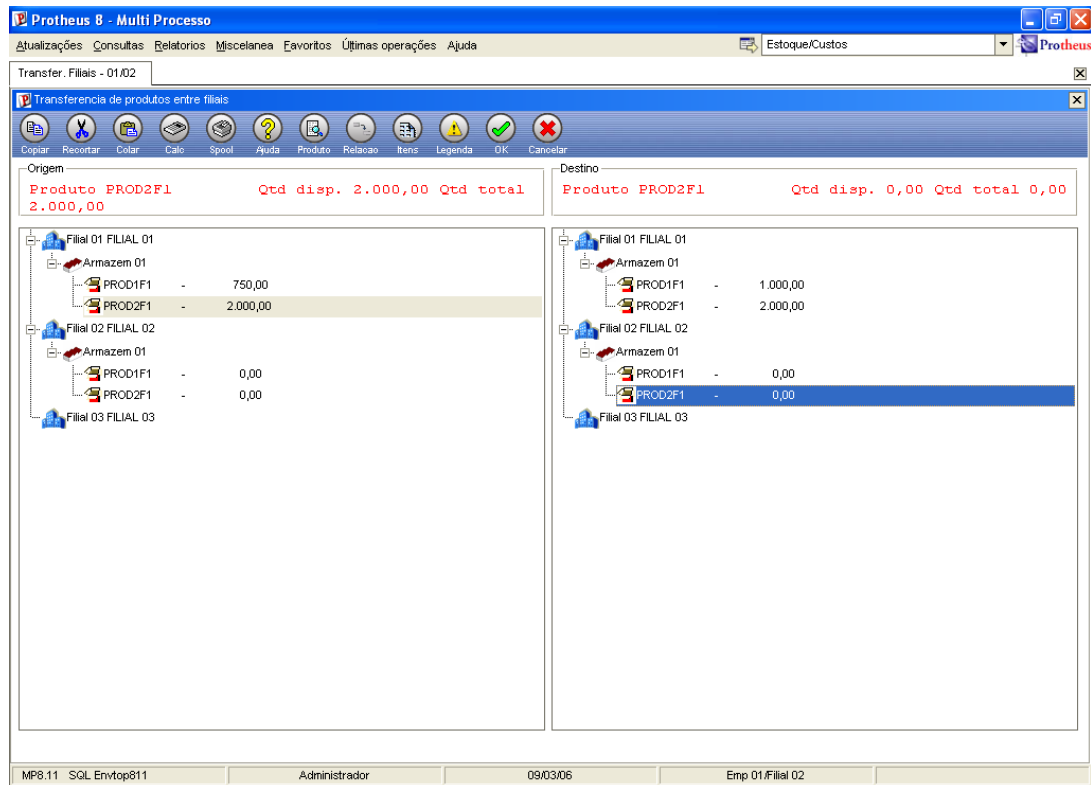 Protheus 8 - Multi Processo
Atualizações Consultas Relatorios Miscelanea Favoritos Últimas operações Ajuda Estoque/Custos Protheus
Transfer. Filiais - 01/02
Transferencia de produtos entre filiais
Copiar Recortar Colar Calc Spool Ajuda Produto Relacao Itens Legenda OK Cancelar
Origem
Produto PROD2F1 Qtd disp. 2.000,00 Qtd total
2.000,00
Destino
Produto PROD2F1 Qtd disp. 0,00 Qtd total 0,00
Filial 01 FILIAL 01
Armazem 01
PROD1F1 - 750,00
PROD2F1 - 2.000,00
Filial 02 FILIAL 02
Armazem 01
PROD1F1 - 0,00
PROD2F1 - 0,00
Filial 03 FILIAL 03
Filial 01 FILIAL 01
Armazem 01
PROD1F1 - 1.000,00
PROD2F1 - 2.000,00
Filial 02 FILIAL 02
Armazem 01
PROD1F1 - 0,00
PROD2F1 - 0,00
Filial 03 FILIAL 03
MP8.11 SQL Envtop811 Administrador 09/03/06 Emp 01/Filial 02